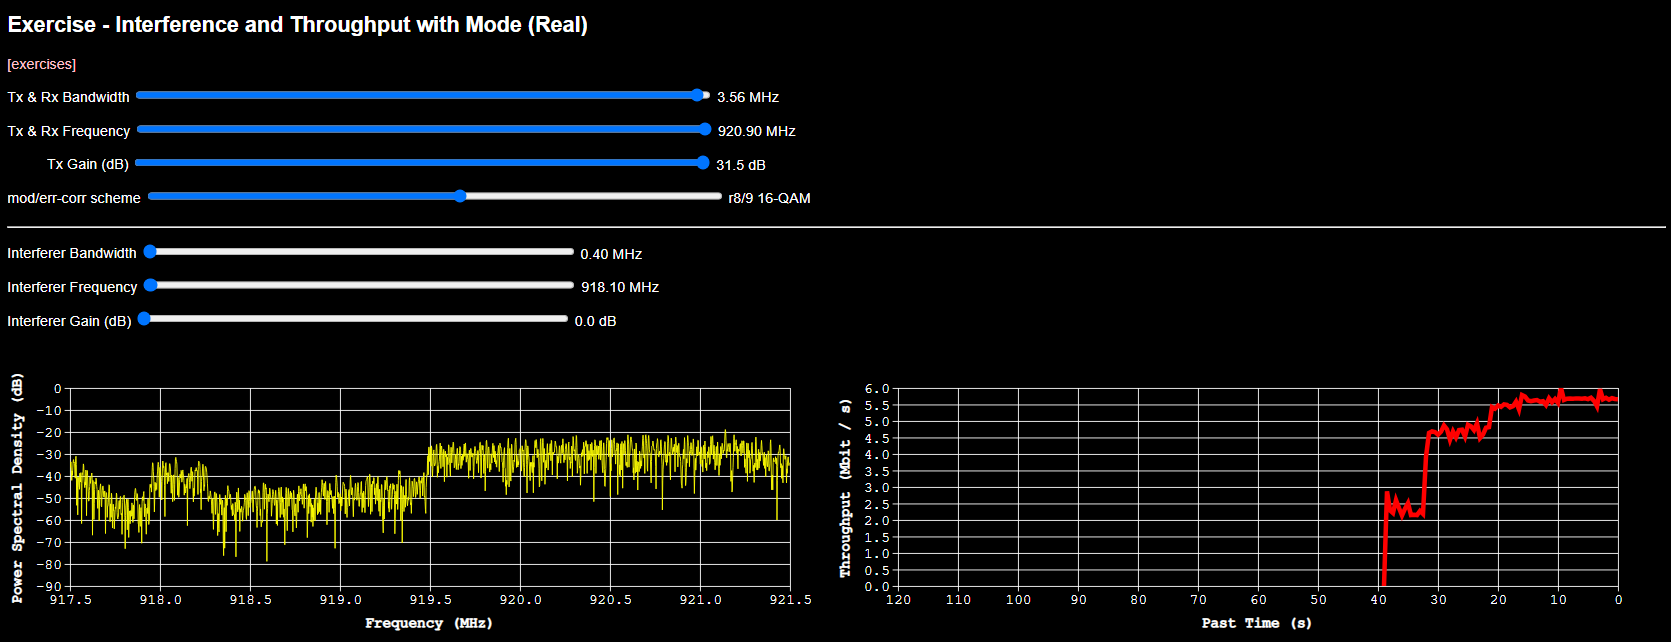 Exercise - Interference and Throughput with Mode (Real)
[exercises]
Tx & Rx Bandwidth 3.56 MHz
Tx & Rx Frequency 920.90 MHz
Tx Gain (dB) 31.5 dB
mod/err-corr scheme r8/9 16-QAM
Interferer Bandwidth 0.40 MHz
Interferer Frequency 918.10 MHz
Interferer Gain (dB) 0.0 dB
Power Spectral Density (dB)
0
-10
-20
-30
-40
-50
-60
-70
-80
-90
917.5 918.0 918.5 919.0 919.5 920.0 920.5 921.0 921.5
Frequency (MHz)
Throughput (Mbit / s)
6.0
5.5
5.0
4.5
4.0
3.5
3.0
2.5
2.0
1.5
1.0
0.5
0.0
120 110 100 90 80 70 60 50 40 30 20 10 0
Past Time (s)